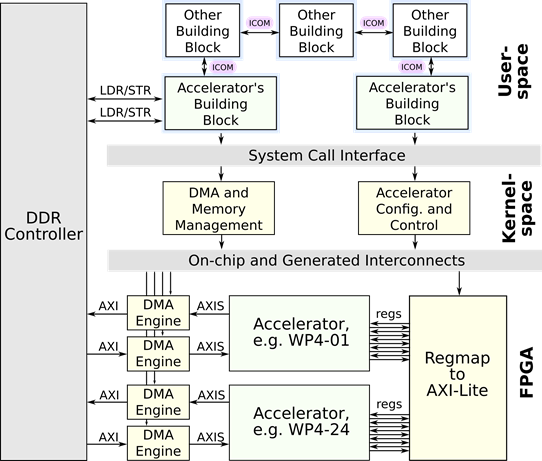 Other
Building
Block
ICOM
Other
Building
Block
ICOM
Other
Building
Block
ICOM
ICOM
User-
space
LDR/STR
LDR/STR
Accelerator's
Building
Block
Accelerator's
Building
Block
System Call Interface
DMA and
Memory
Management
Accelerator
Config. and
Control
Kernel-
space
DDR
Controller
On-chip and Generated Interconnects
AXI
DMA
Engine
AXIS
AXI
DMA
Engine
AXIS
Accelerator,
e.g. WP4-01
regs
AXI
DMA
Engine
AXIS
AXI
DMA
Engine
AXIS
Accelerator,
e.g. WP4-24
regs
Regmap
to
AXI-Lite
FPGA